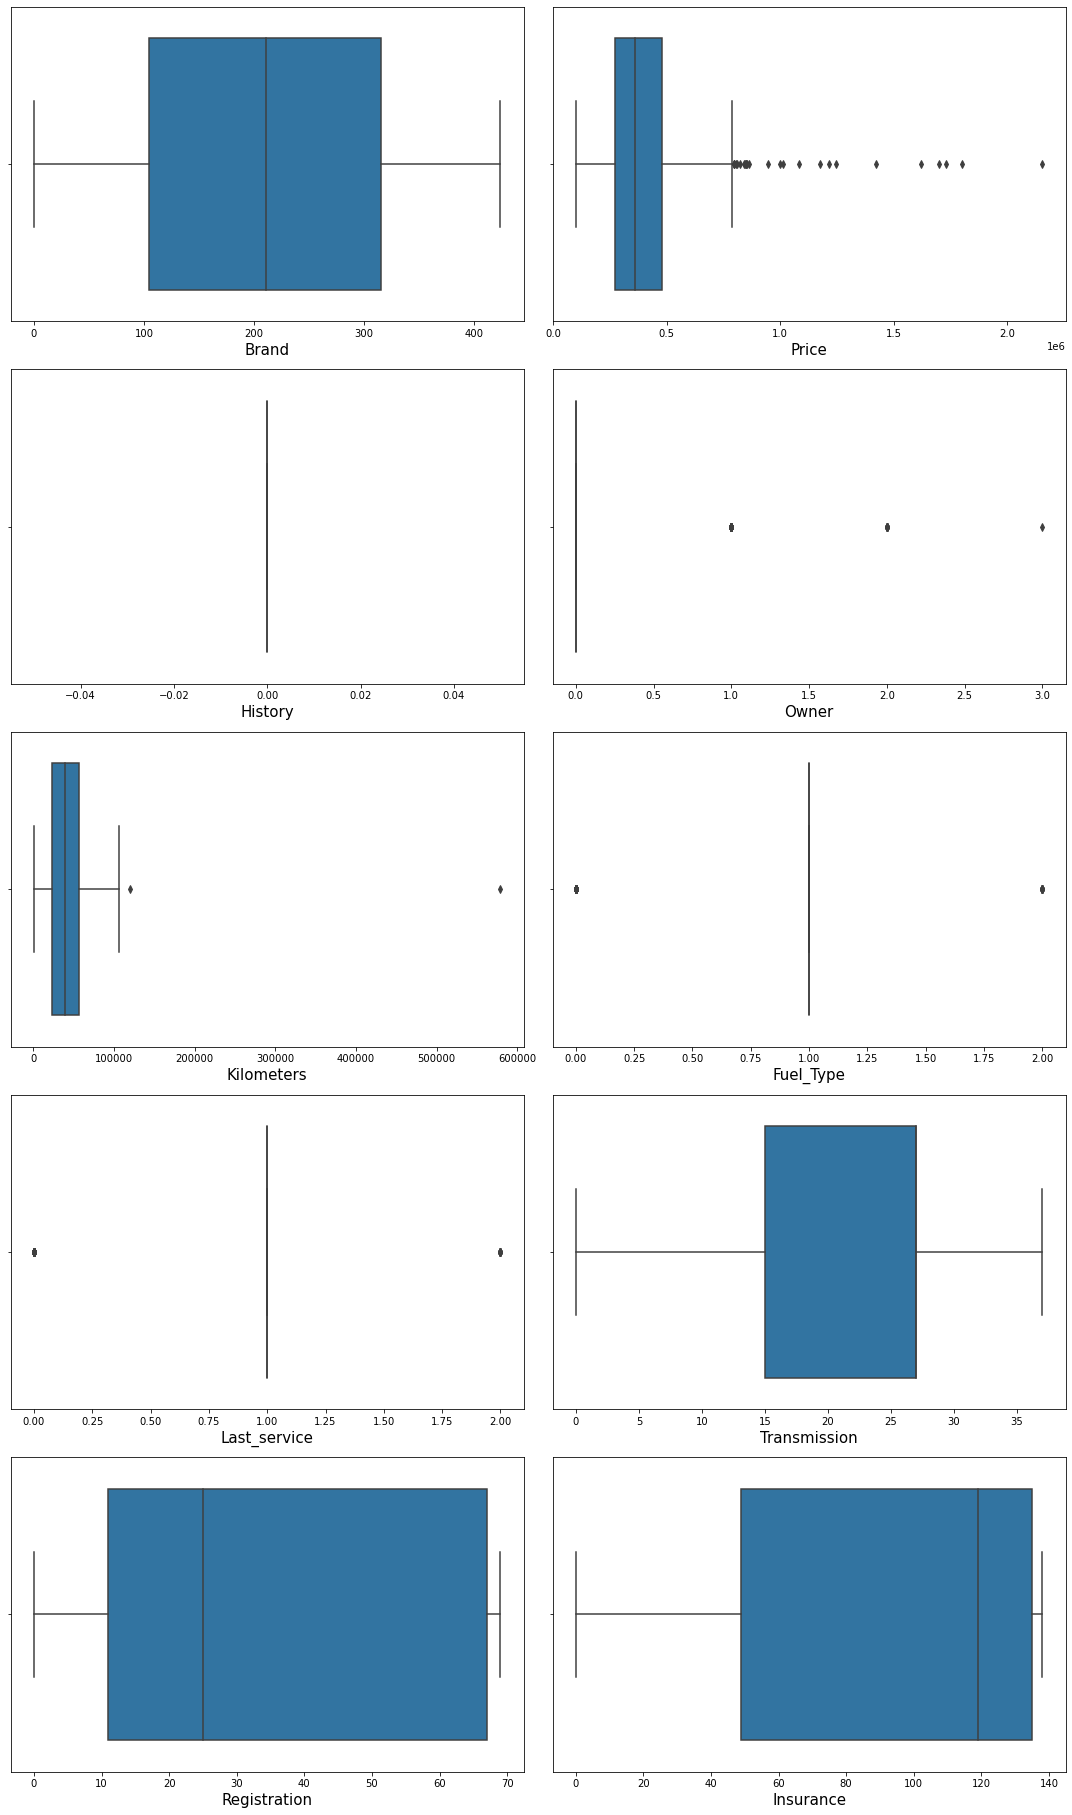 0 100 200 300 400
Brand
0.0 0.5 1.0 1.5 2.0
1e6
Price
−0.04 −0.02 0.00 0.02 0.04
History
0.0 0.5 1.0 1.5 2.0 2.5 3.0
Owner
0 100000 200000 300000 400000 500000 600000
Kilometers
0.00 0.25 0.50 0.75 1.00 1.25 1.50 1.75 2.00
Fuel_Type
0.00 0.25 0.50 0.75 1.00 1.25 1.50 1.75 2.00
Last_service
0 5 10 15 20 25 30 35
Transmission
0 10 20 30 40 50 60 70
Registration
0 20 40 60 80 100 120 140
Insurance